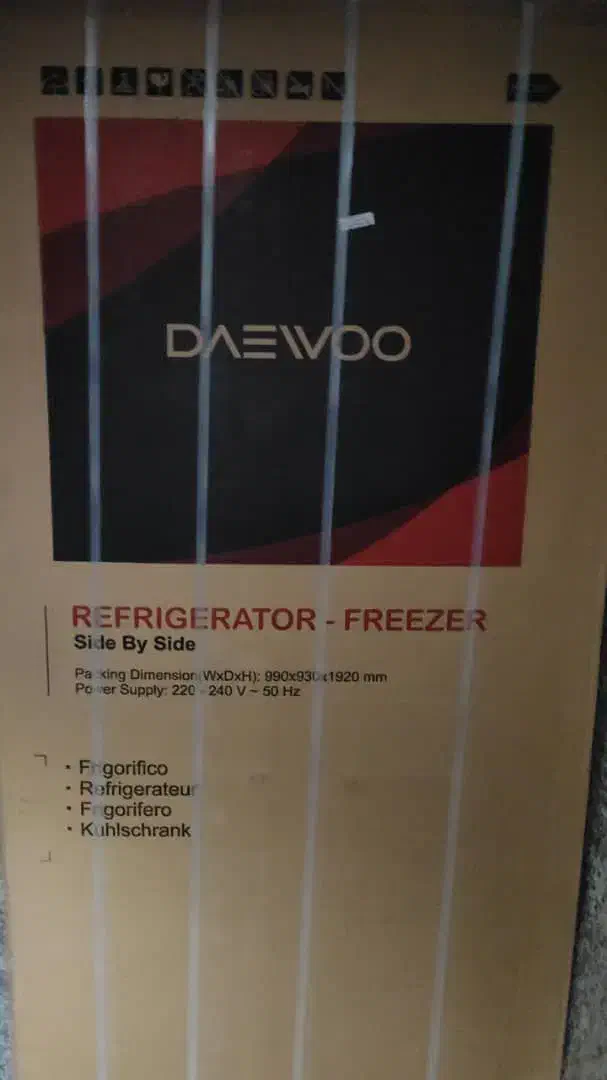 DAEWOO
REFRIGERATOR - FREEZER
Side By Side
Packing Dimension(WxDxH): 990x930x1920 mm
Power Supply: 220 - 240 V ~ 50 Hz
• Frigorifico
• Refrigerateur
• Frigorifero
• Kuhlschrank